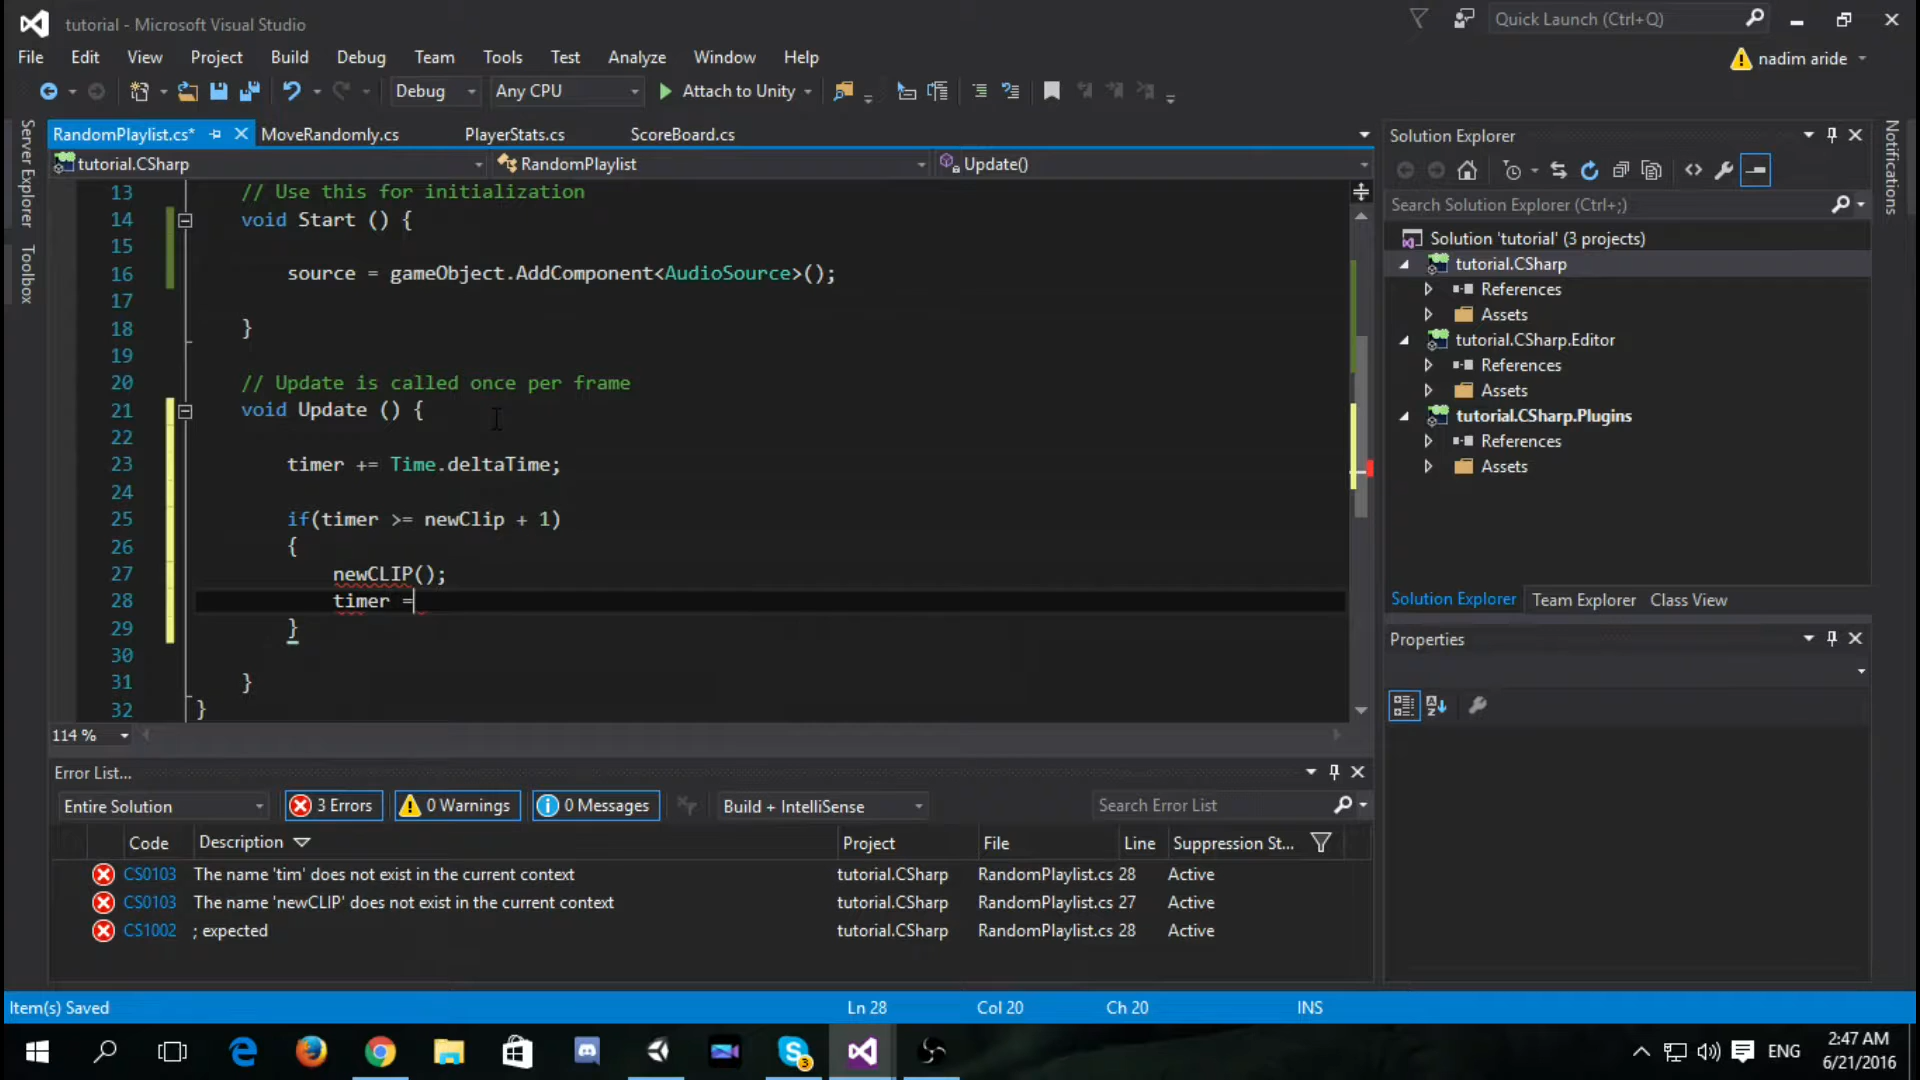 tutorial - Microsoft Visual Studio
Quick Launch (Ctrl+Q)
File Edit View Project Build Debug Team Tools Test Analyze Window Help
nadim aride
Debug Any CPU Attach to Unity
Server Explorer
Toolbox
RandomPlaylist.cs* MoveRandomly.cs PlayerStats.cs ScoreBoard.cs
tutorial.CSharp RandomPlaylist Update()
13 // Use this for initialization
14 void Start () {
15
16 source = gameObject.AddComponent<AudioSource>();
17
18 }
19
20 // Update is called once per frame
21 void Update () {
22
23 timer += Time.deltaTime;
24
25 if(timer >= newClip + 1)
26 {
27 newCLIP();
28 timer =
29 }
30
31 }
32 }
114 %
Solution Explorer
Search Solution Explorer (Ctrl+;)
Solution 'tutorial' (3 projects)
tutorial.CSharp
References
Assets
tutorial.CSharp.Editor
References
Assets
tutorial.CSharp.Plugins
References
Assets
Solution Explorer Team Explorer Class View
Properties
Notifications
Error List...
Entire Solution 3 Errors 0 Warnings 0 Messages Build + IntelliSense Search Error List
Code Description Project File Line Suppression St...
CS0103 The name 'tim' does not exist in the current context tutorial.CSharp RandomPlaylist.cs 28 Active
CS0103 The name 'newCLIP' does not exist in the current context tutorial.CSharp RandomPlaylist.cs 27 Active
CS1002 ; expected tutorial.CSharp RandomPlaylist.cs 28 Active
Item(s) Saved Ln 28 Col 20 Ch 20 INS
3
ENG
2:47 AM
6/21/2016